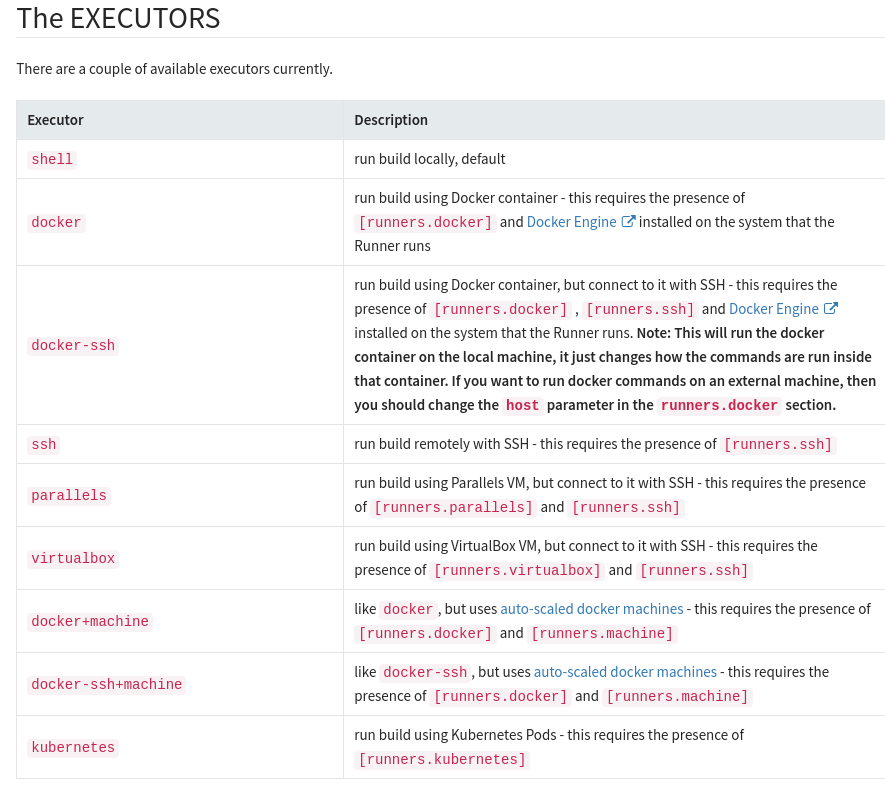 The EXECUTORS
There are a couple of available executors currently.
Executor Description
shell run build locally, default
docker run build using Docker container - this requires the presence of
[runners.docker] and Docker Engine installed on the system that the
Runner runs
docker-ssh run build using Docker container, but connect to it with SSH - this requires the
presence of [runners.docker] , [runners.ssh] and Docker Engine
installed on the system that the Runner runs. Note: This will run the docker
container on the local machine, it just changes how the commands are run inside
that container. If you want to run docker commands on an external machine, then
you should change the host parameter in the runners.docker section.
ssh run build remotely with SSH - this requires the presence of [runners.ssh]
parallels run build using Parallels VM, but connect to it with SSH - this requires the presence
of [runners.parallels] and [runners.ssh]
virtualbox run build using VirtualBox VM, but connect to it with SSH - this requires the
presence of [runners.virtualbox] and [runners.ssh]
docker+machine like docker , but uses auto-scaled docker machines - this requires the presence of
[runners.docker] and [runners.machine]
docker-ssh+machine like docker-ssh , but uses auto-scaled docker machines - this requires the
presence of [runners.docker] and [runners.machine]
kubernetes run build using Kubernetes Pods - this requires the presence of
[runners.kubernetes]